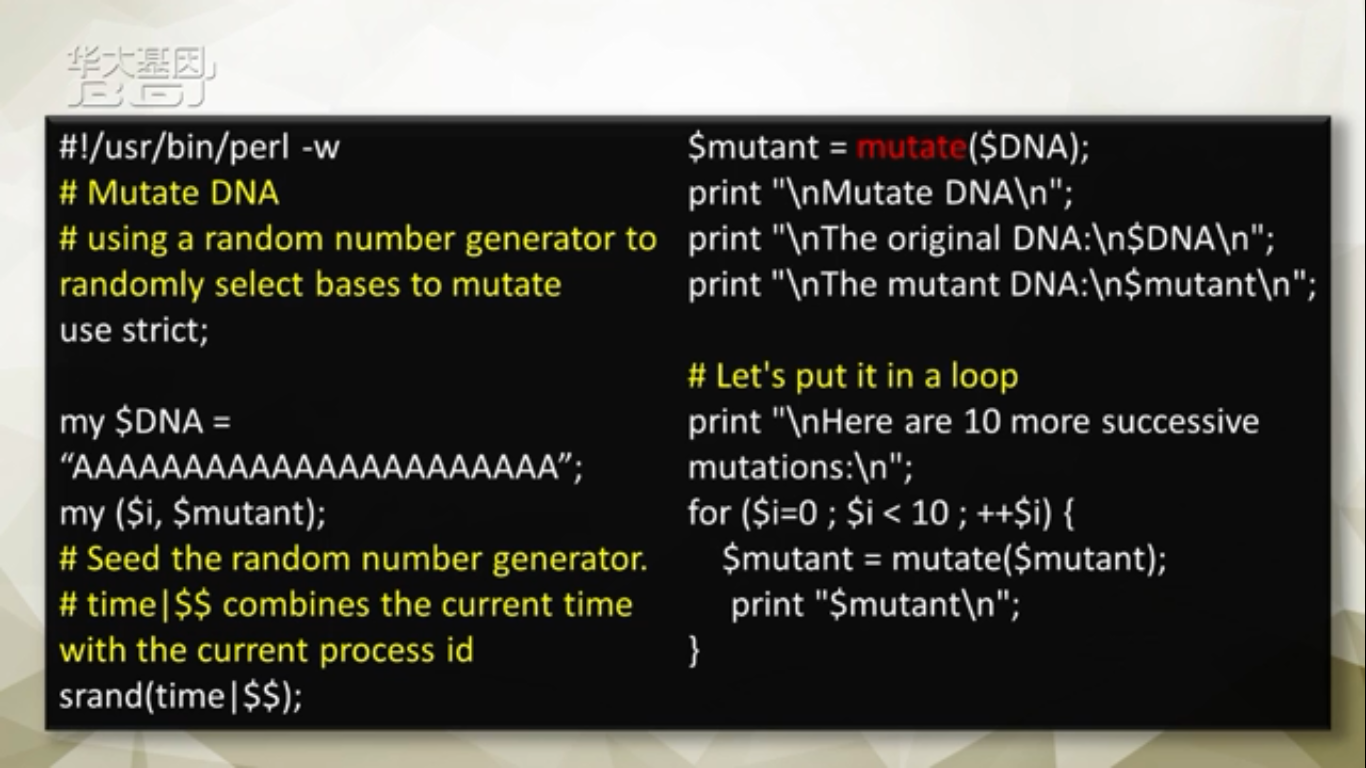 华大基因
BGI
#!/usr/bin/perl -w
# Mutate DNA
# using a random number generator to
randomly select bases to mutate
use strict;
my $DNA =
“AAAAAAAAAAAAAAAAAAAAAAA”;
my ($i, $mutant);
# Seed the random number generator.
# time|$$ combines the current time
with the current process id
srand(time|$$);
$mutant = mutate($DNA);
print "\nMutate DNA\n";
print "\nThe original DNA:\n$DNA\n";
print "\nThe mutant DNA:\n$mutant\n";
# Let's put it in a loop
print "\nHere are 10 more successive
mutations:\n";
for ($i=0 ; $i < 10 ; ++$i) {
$mutant = mutate($mutant);
print "$mutant\n";
}